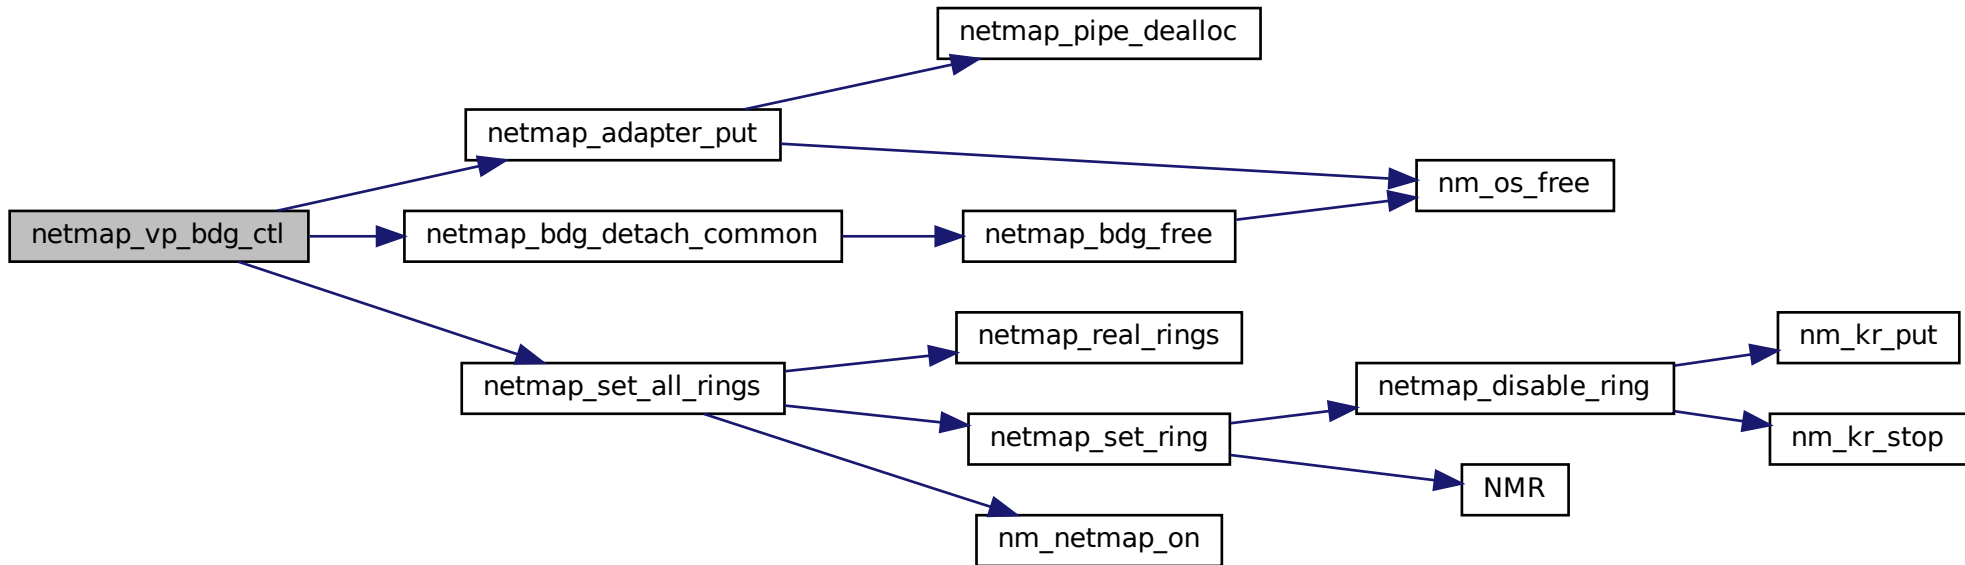 netmap_pipe_dealloc
netmap_adapter_put
nm_os_free
netmap_vp_bdg_ctl
netmap_bdg_detach_common
netmap_bdg_free
netmap_real_rings
nm_kr_put
netmap_set_all_rings
netmap_disable_ring
netmap_set_ring
nm_kr_stop
NMR
nm_netmap_on